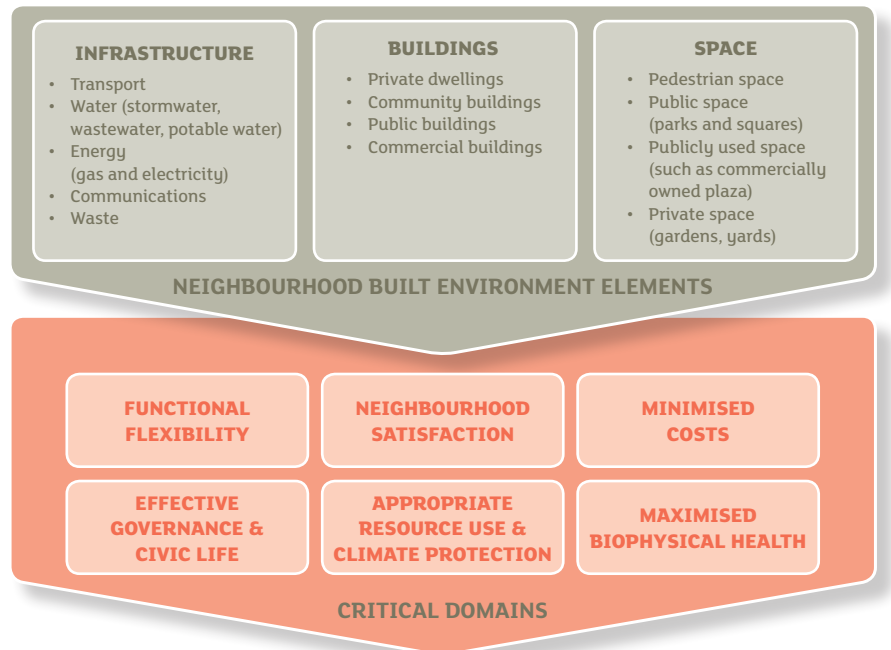 INFRASTRUCTURE
• Transport
• Water (stormwater,
wastewater, potable water)
• Energy
(gas and electricity)
• Communications
• Waste
BUILDINGS
• Private dwellings
• Community buildings
• Public buildings
• Commercial buildings
SPACE
• Pedestrian space
• Public space
(parks and squares)
• Publicly used space
(such as commercially
owned plaza)
• Private space
(gardens, yards)
NEIGHBOURHOOD BUILT ENVIRONMENT ELEMENTS
FUNCTIONAL
FLEXIBILITY
NEIGHBOURHOOD
SATISFACTION
MINIMISED
COSTS
EFFECTIVE
GOVERNANCE &
CIVIC LIFE
APPROPRIATE
RESOURCE USE &
CLIMATE PROTECTION
MAXIMISED
BIOPHYSICAL HEALTH
CRITICAL DOMAINS